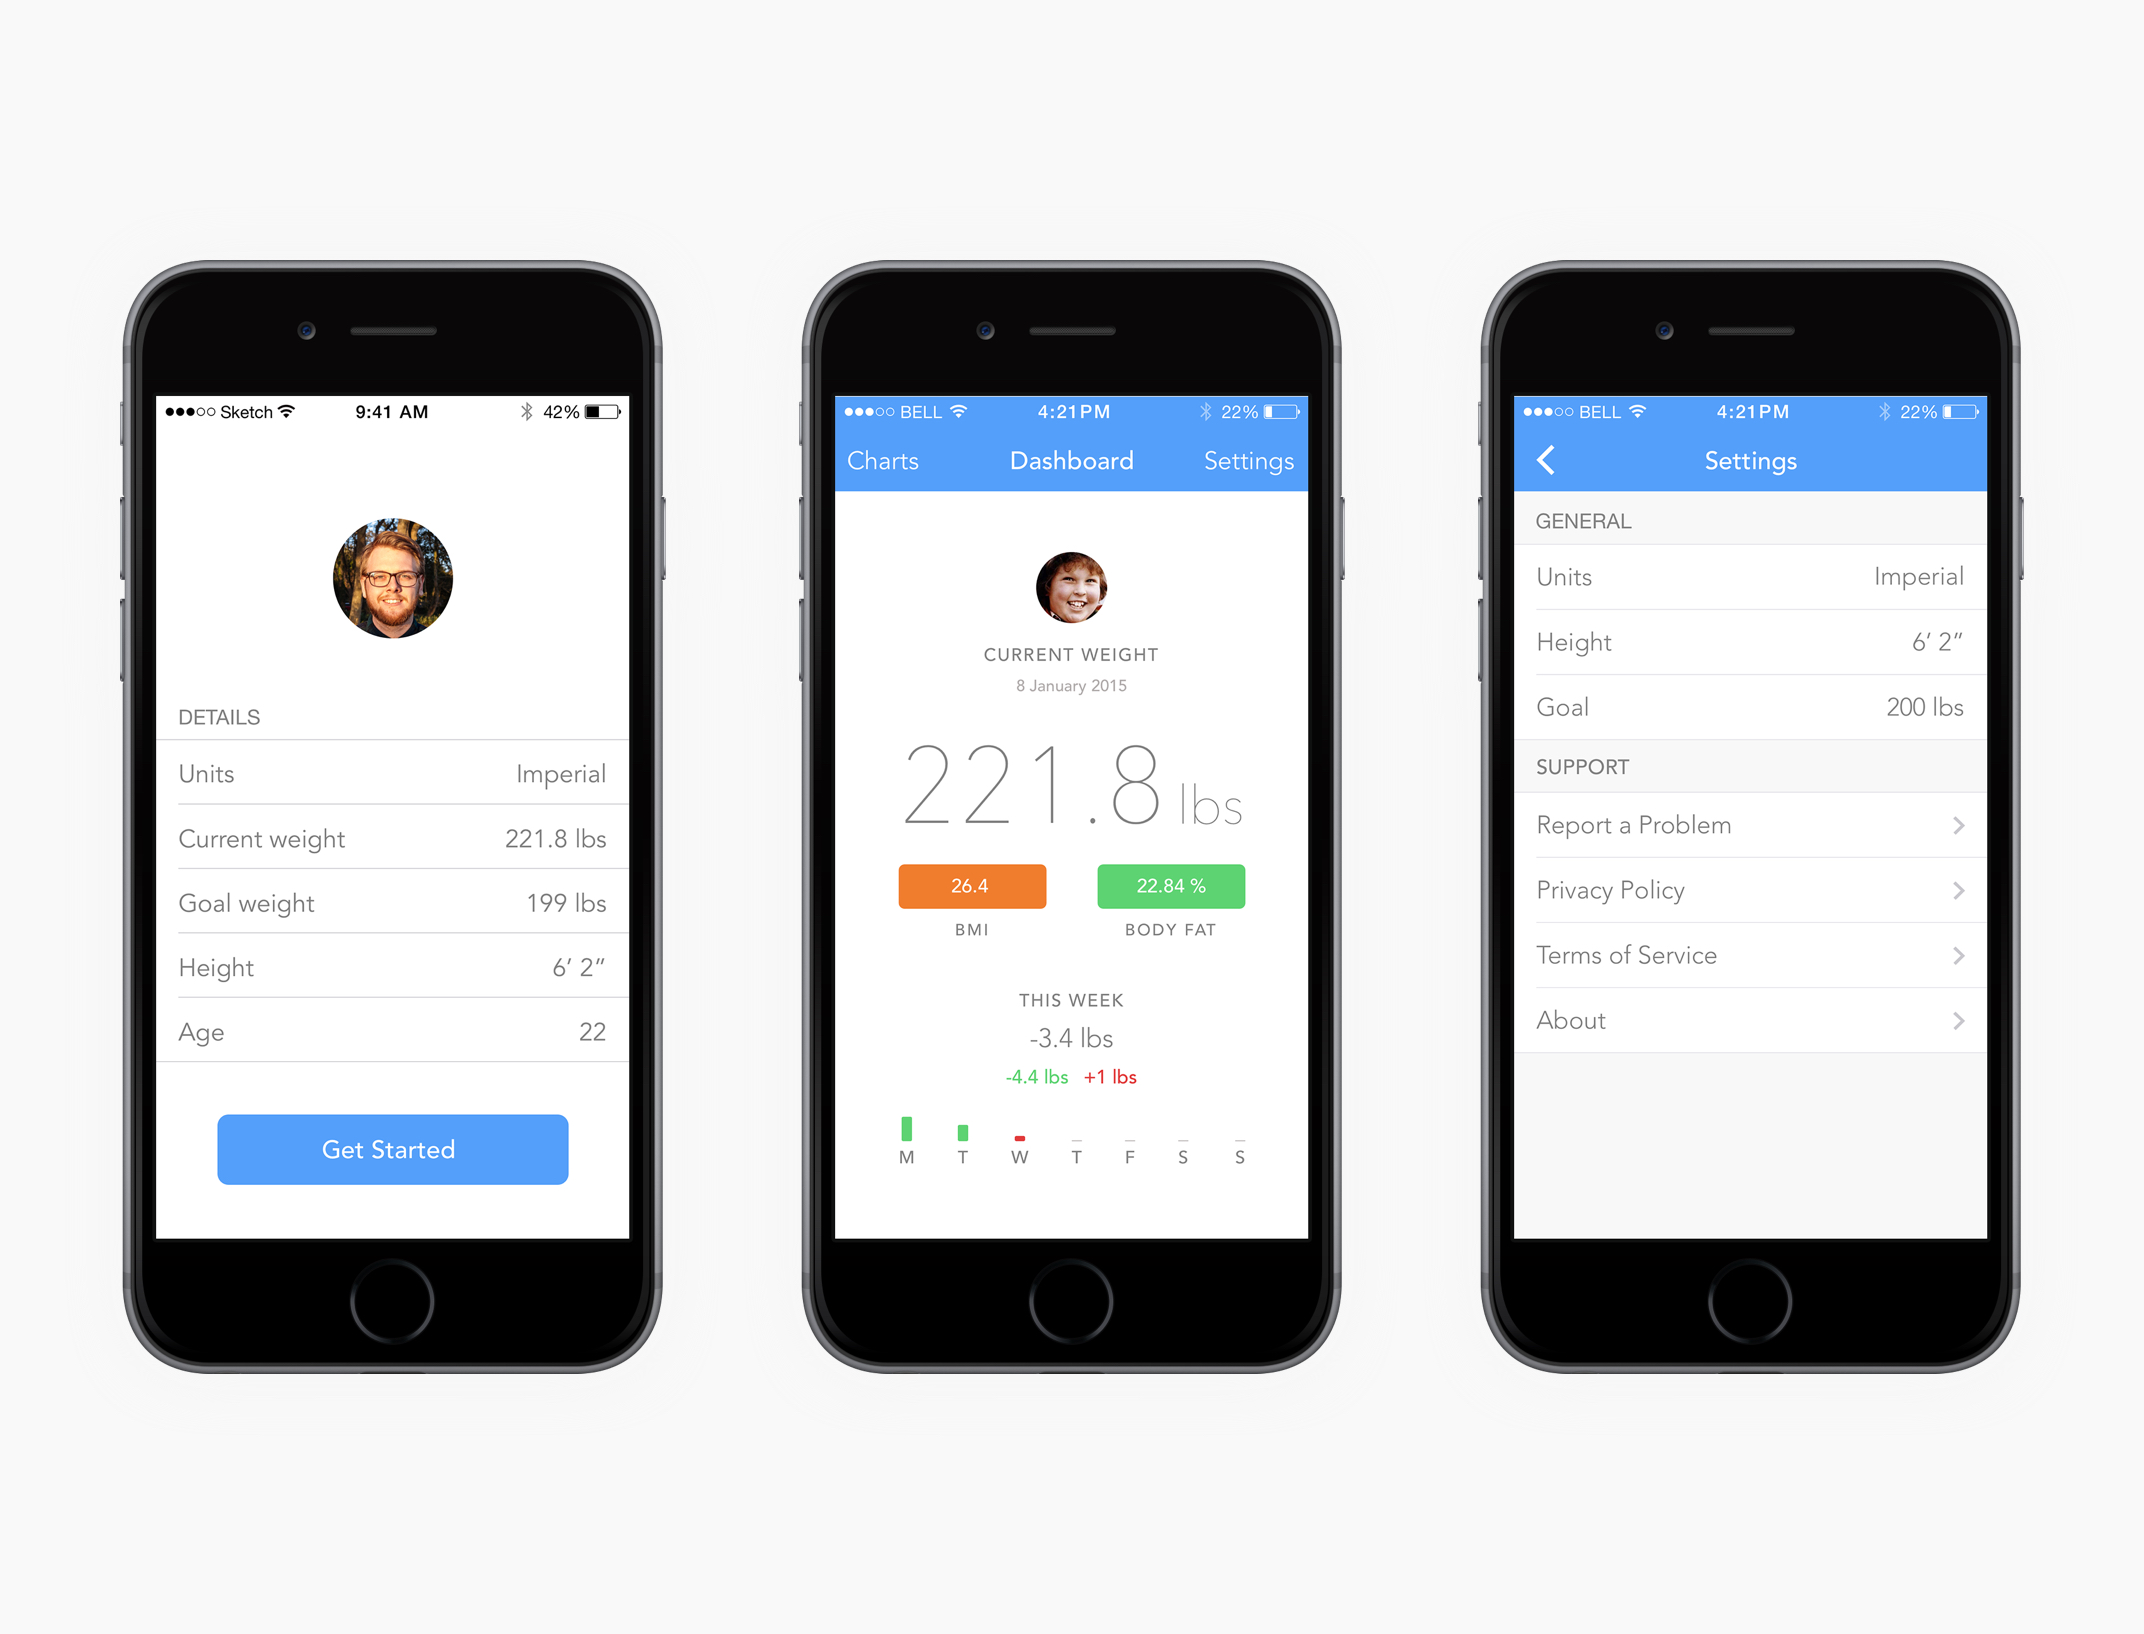 Sketch 9:41 AM 42%
DETAILS
Units Imperial
Current weight 221.8 lbs
Goal weight 199 lbs
Height 6’ 2”
Age 22
Get Started
BELL 4:21PM 22%
Charts Dashboard Settings
CURRENT WEIGHT
8 January 2015
221.8 lbs
26.4 22.84 %
BMI BODY FAT
THIS WEEK
-3.4 lbs
-4.4 lbs +1 lbs
M T W T F S S
BELL 4:21PM 22%
Settings
GENERAL
Units Imperial
Height 6’ 2”
Goal 200 lbs
SUPPORT
Report a Problem
Privacy Policy
Terms of Service
About